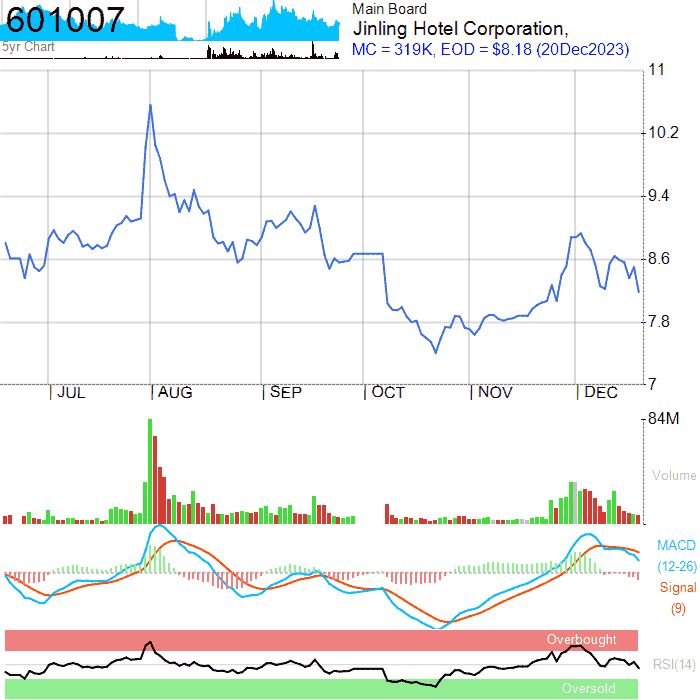 601007
5yr Chart
Main Board
Jinling Hotel Corporation,
MC = 319K, EOD = $8.18 (20Dec2023)
11
10.2
9.4
8.6
7.8
7
JUL
AUG
SEP
OCT
NOV
DEC
84M
Volume
MACD
(12-26)
Signal
(9)
Overbought
RSI(14)
Oversold